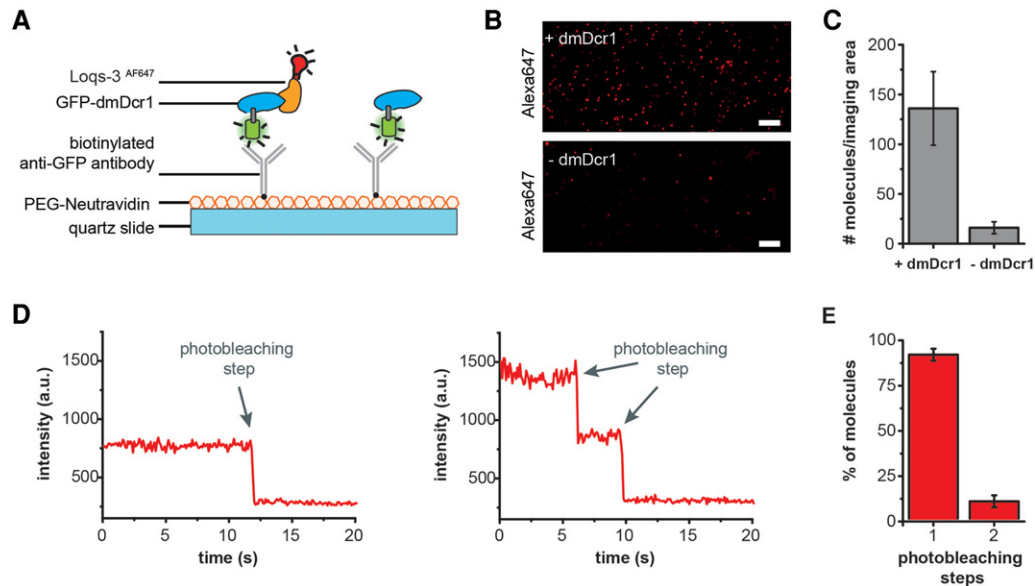 A
Loqs-3 AF647
GFP-dmDcr1
biotinylated
anti-GFP antibody
PEG-Neutravidin
quartz slide
B
Alexa647
+ dmDcr1
Alexa647
- dmDcr1
C
# molecules/imaging area
200
150
100
50
0
+ dmDcr1 - dmDcr1
D
intensity (a.u.)
1500
1000
500
photobleaching
step
0 5 10 15 20
time (s)
intensity (a.u.)
1500
1000
500
photobleaching
step
0 5 10 15 20
time (s)
E
% of molecules
100
75
50
25
0
1 2
photobleaching
steps